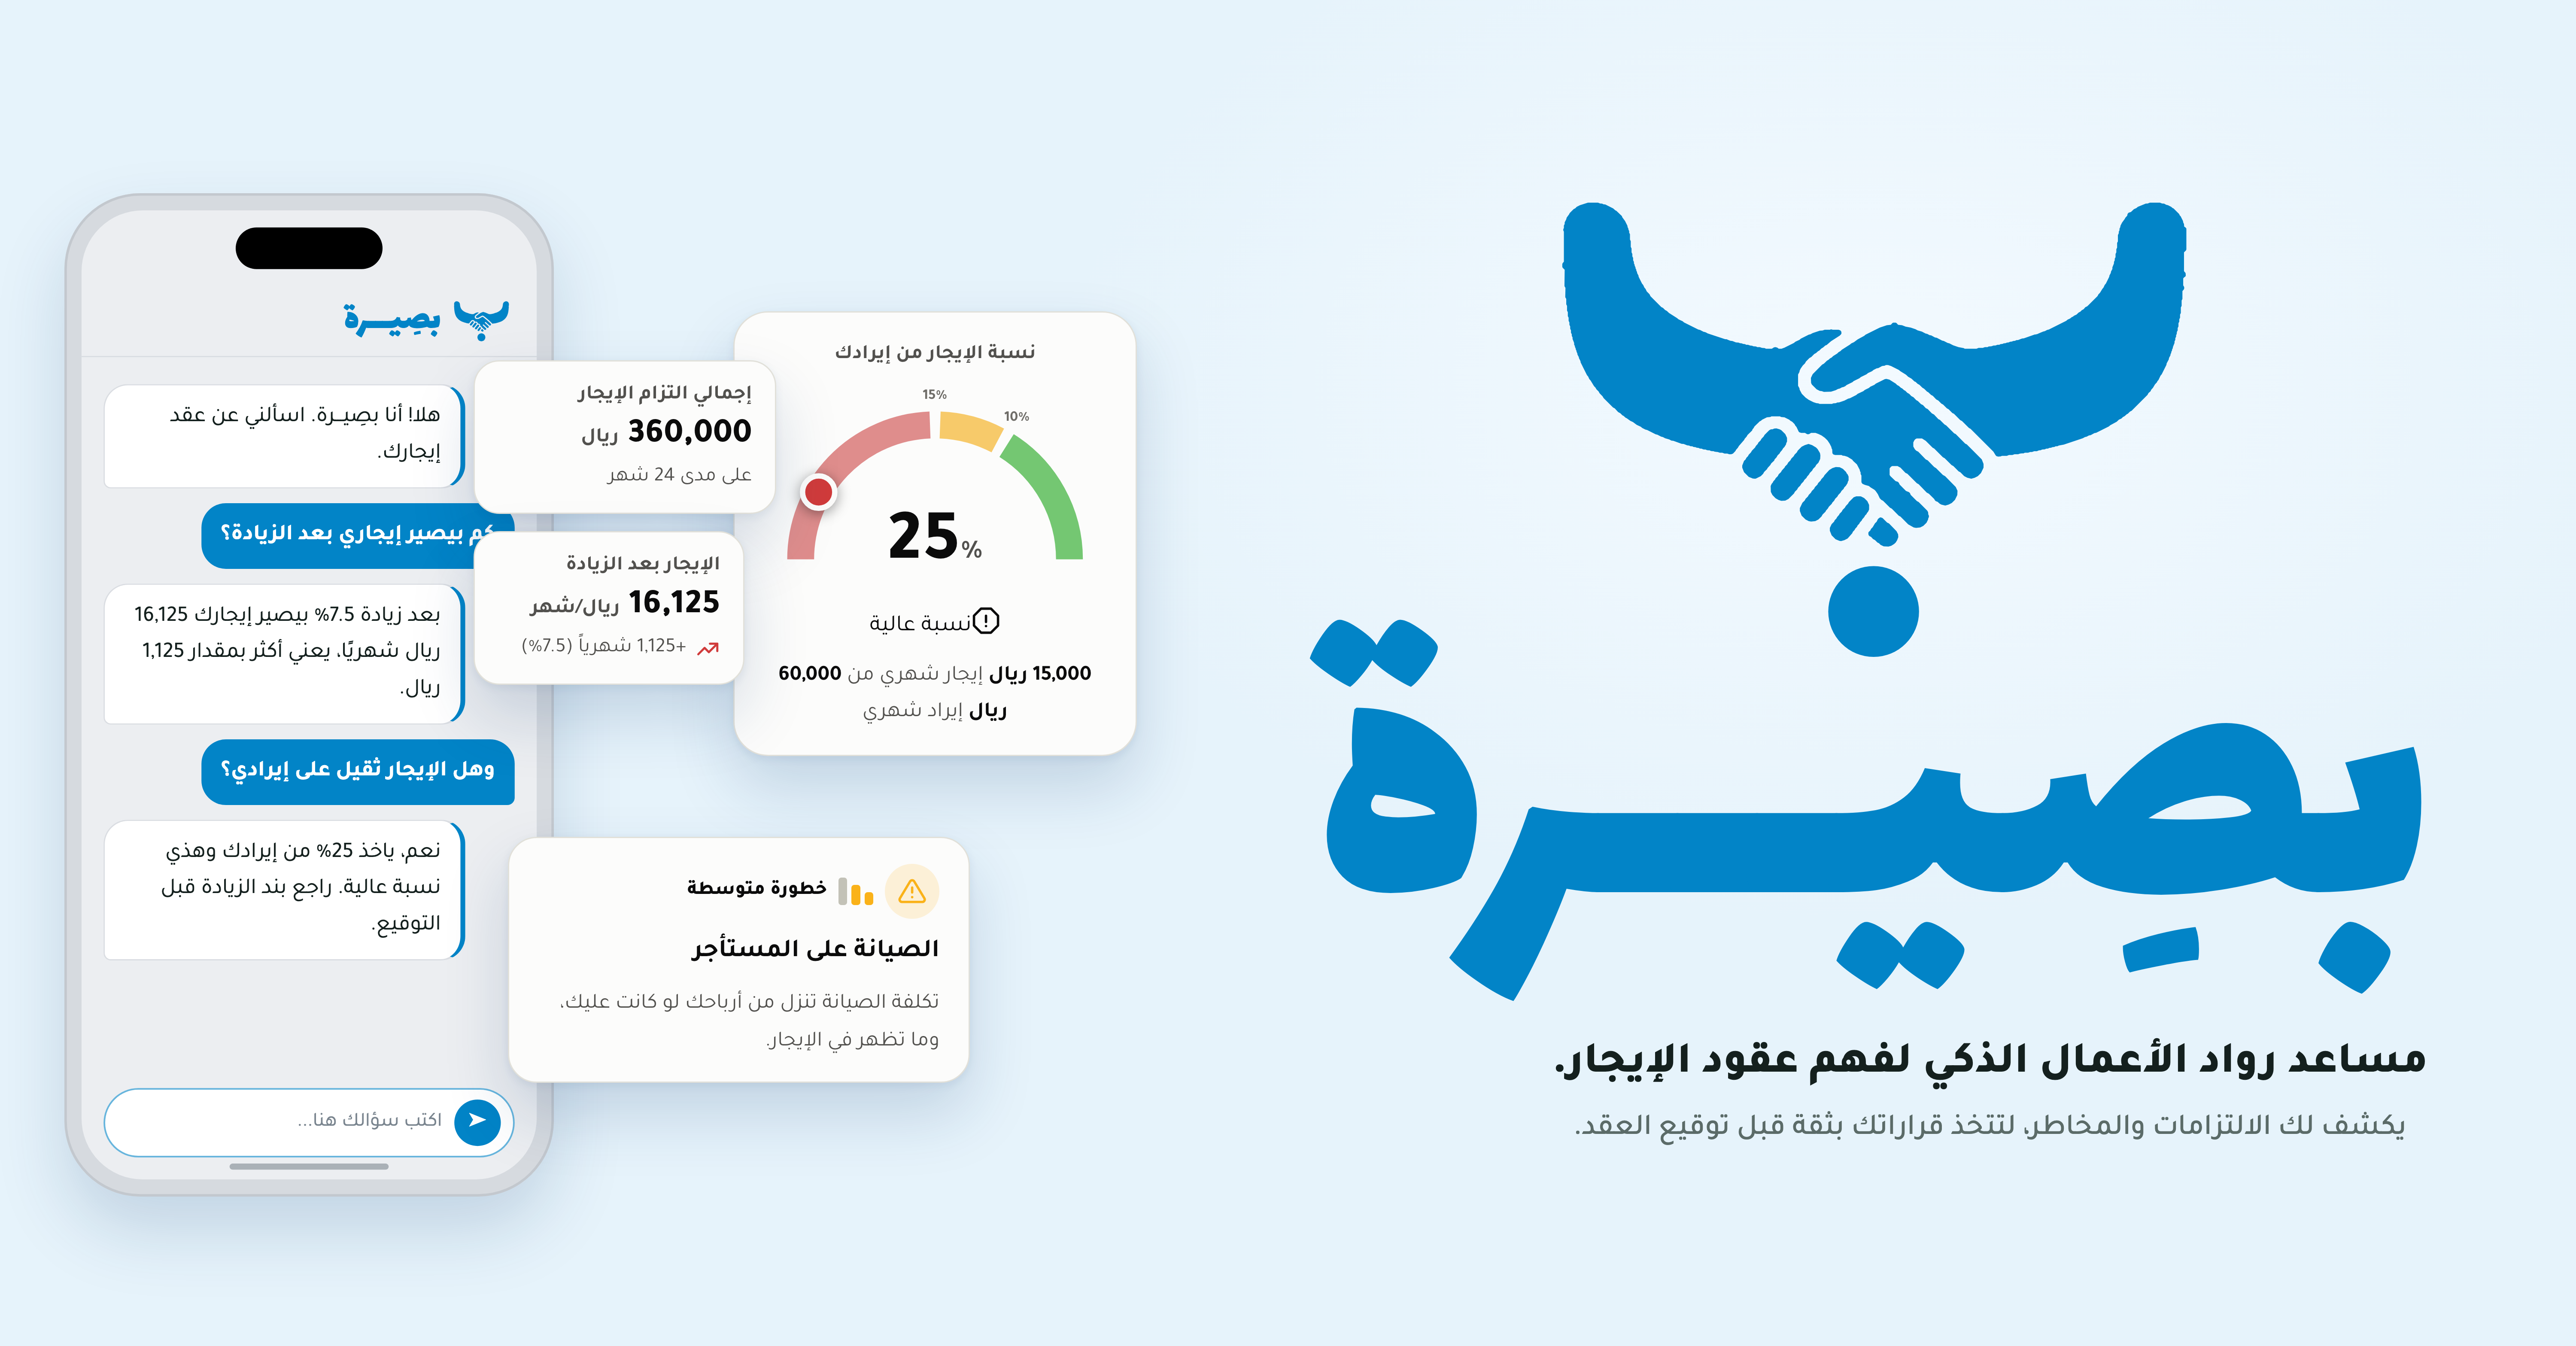 بصِيـــرة
مساعد رواد الأعمال الذكي لفهم عقود الإيجار.
يكشف لك الالتزامات والمخاطر، لتتخذ قراراتك بثقة قبل توقيع العقد.
نسبة الإيجار من إيرادك
15%
10%
25%
نسبة عالية
15,000 ريال إيجار شهري من 60,000
ريال إيراد شهري
إجمالي التزام الإيجار
360,000 ريال
على مدى 24 شهر
الإيجار بعد الزيادة
16,125 ريال/شهر
+1,125 شهرياً (7.5%)
خطورة متوسطة
الصيانة على المستأجر
تكلفة الصيانة تنزل من أرباحك لو كانت عليك،
وما تظهر في الإيجار.
بصِيـــرة
هلا! أنا بصِيــرة. اسألني عن عقد
إيجارك.
كم بيصير إيجاري بعد الزيادة؟
بعد زيادة 7.5% بيصير إيجارك 16,125
ريال شهريًا، يعني أكثر بمقدار 1,125
ريال.
وهل الإيجار ثقيل على إيرادي؟
نعم، ياخذ 25% من إيرادك وهذي
نسبة عالية. راجع بند الزيادة قبل
التوقيع.
اكتب سؤالك هنا...